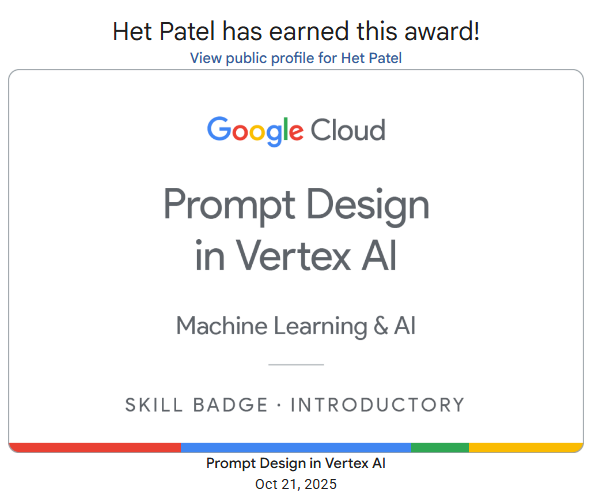 Het Patel has earned this award!
View public profile for Het Patel
Google Cloud
Prompt Design
in Vertex AI
Machine Learning & AI
SKILL BADGE · INTRODUCTORY
Prompt Design in Vertex AI
Oct 21, 2025